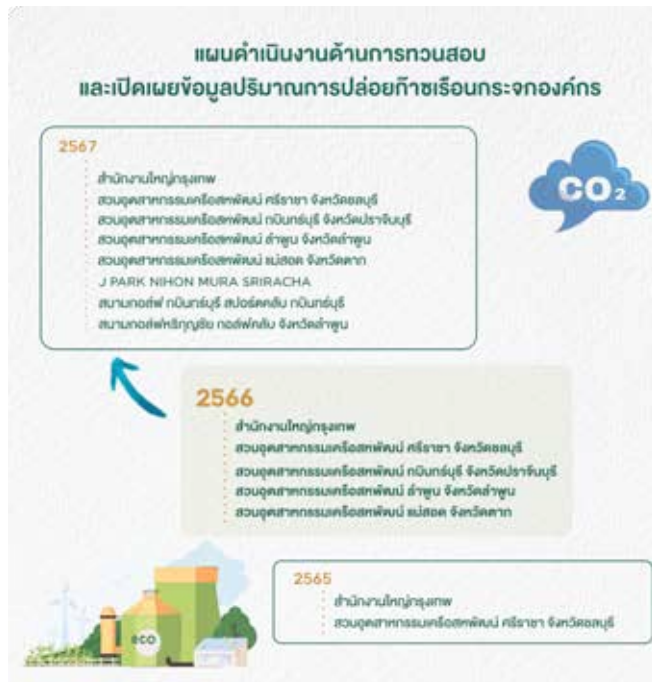 แผนดำเนินงานด้านการทวนสอบ
และเปิดเผยข้อมูลปริมาณการปล่อยก๊าซเรือนกระจกองค์กร
2567
สำนักงานใหญ่กรุงเทพ
สวนอุตสาหกรรมเครือสหพัฒน์ ศรีราชา จังหวัดชลบุรี
สวนอุตสาหกรรมเครือสหพัฒน์ กบินทร์บุรี จังหวัดปราจีนบุรี
สวนอุตสาหกรรมเครือสหพัฒน์ ลำพูน จังหวัดลำพูน
สวนอุตสาหกรรมเครือสหพัฒน์ แม่สอด จังหวัดตาก
J PARK NIHON MURA SRIRACHA
สนามกอล์ฟ กบินทร์บุรี สปอร์ตคลับ กบินทร์บุรี
สนามกอล์ฟหริภุญชัย กอล์ฟคลับ จังหวัดลำพูน
CO2
2566
สำนักงานใหญ่กรุงเทพ
สวนอุตสาหกรรมเครือสหพัฒน์ ศรีราชา จังหวัดชลบุรี
สวนอุตสาหกรรมเครือสหพัฒน์ กบินทร์บุรี จังหวัดปราจีนบุรี
สวนอุตสาหกรรมเครือสหพัฒน์ ลำพูน จังหวัดลำพูน
สวนอุตสาหกรรมเครือสหพัฒน์ แม่สอด จังหวัดตาก
2565
สำนักงานใหญ่กรุงเทพ
สวนอุตสาหกรรมเครือสหพัฒน์ ศรีราชา จังหวัดชลบุรี
eco